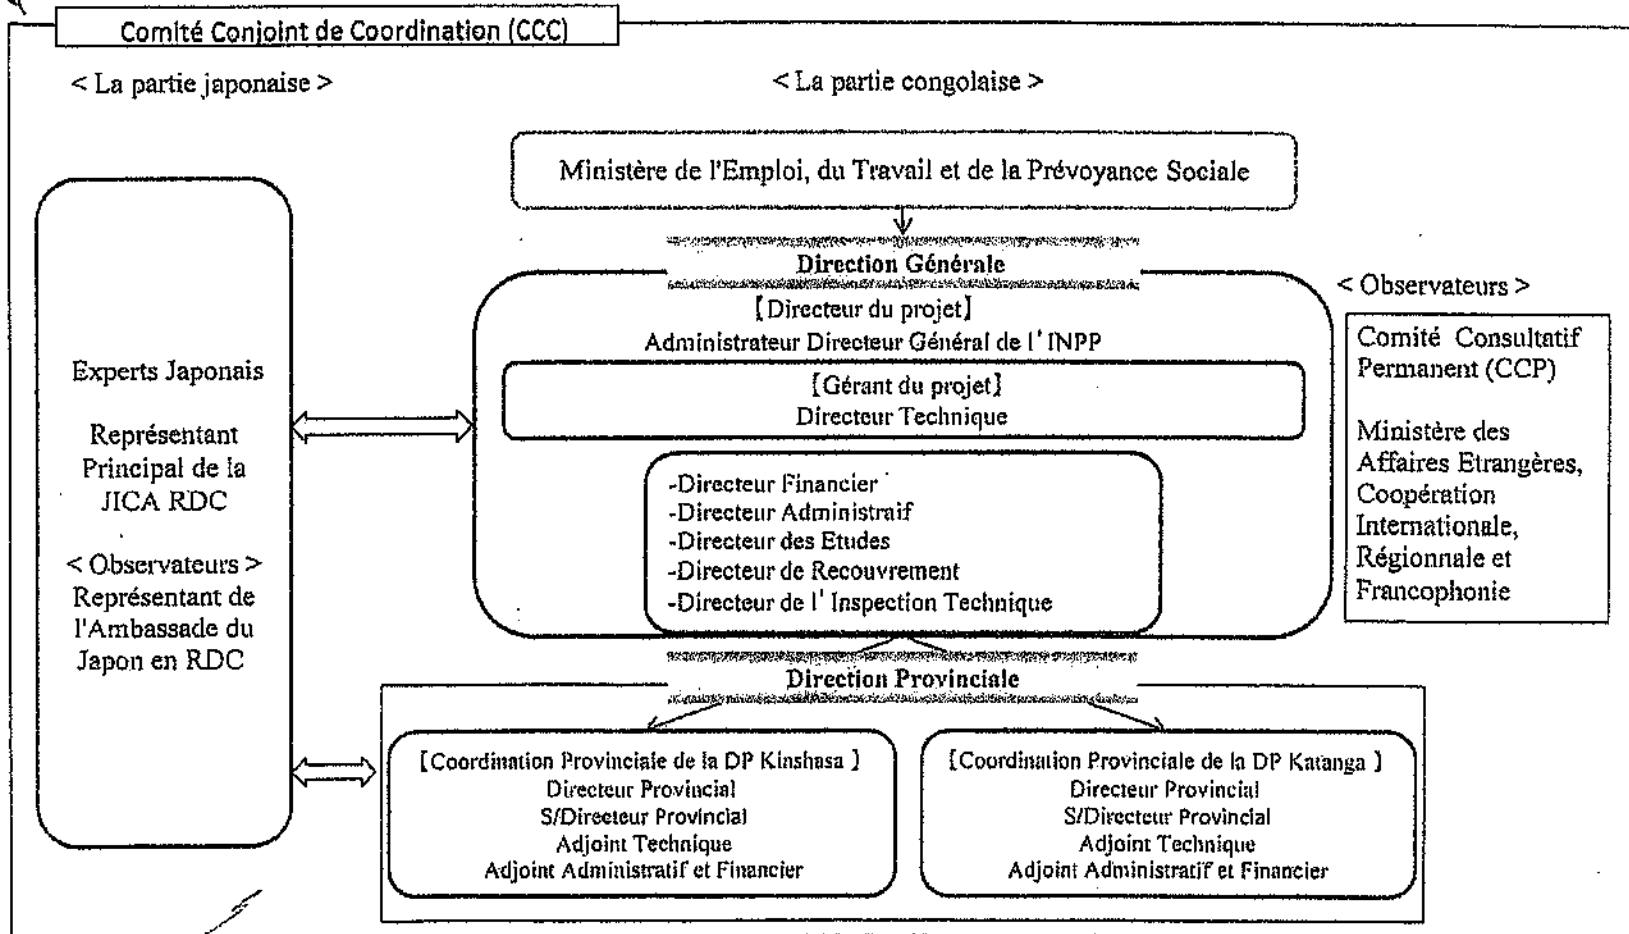 Comité Conjoint de Coordination (CCC)
< La partie japonaise >
< La partie congolaise >
Ministère de l'Emploi, du Travail et de la Prévoyance Sociale
Direction Générale
【Directeur du projet】
Administrateur Directeur Général de l'INPP
【Gérant du projet】
Directeur Technique
-Directeur Financier
-Directeur Administraif
-Directeur des Etudes
-Directeur de Recouvrement
-Directeur de l'Inspection Technique
< Observateurs >
Comité Consultatif
Permanent (CCP)
Ministère des
Affaires Etrangères,
Coopération
Internationale,
Régionnale et
Francophonie
Experts Japonais
Représentant
Principal de la
JICA RDC
< Observateurs >
Représentant de
l'Ambassade du
Japon en RDC
Direction Provinciale
【Coordination Provinciale de la DP Kinshasa】
Directeur Provincial
S/Directeur Provincial
Adjoint Technique
Adjoint Administratif et Financier
【Coordination Provinciale de la DP Katanga】
Directeur Provincial
S/Directeur Provincial
Adjoint Technique
Adjoint Administratif et Financier